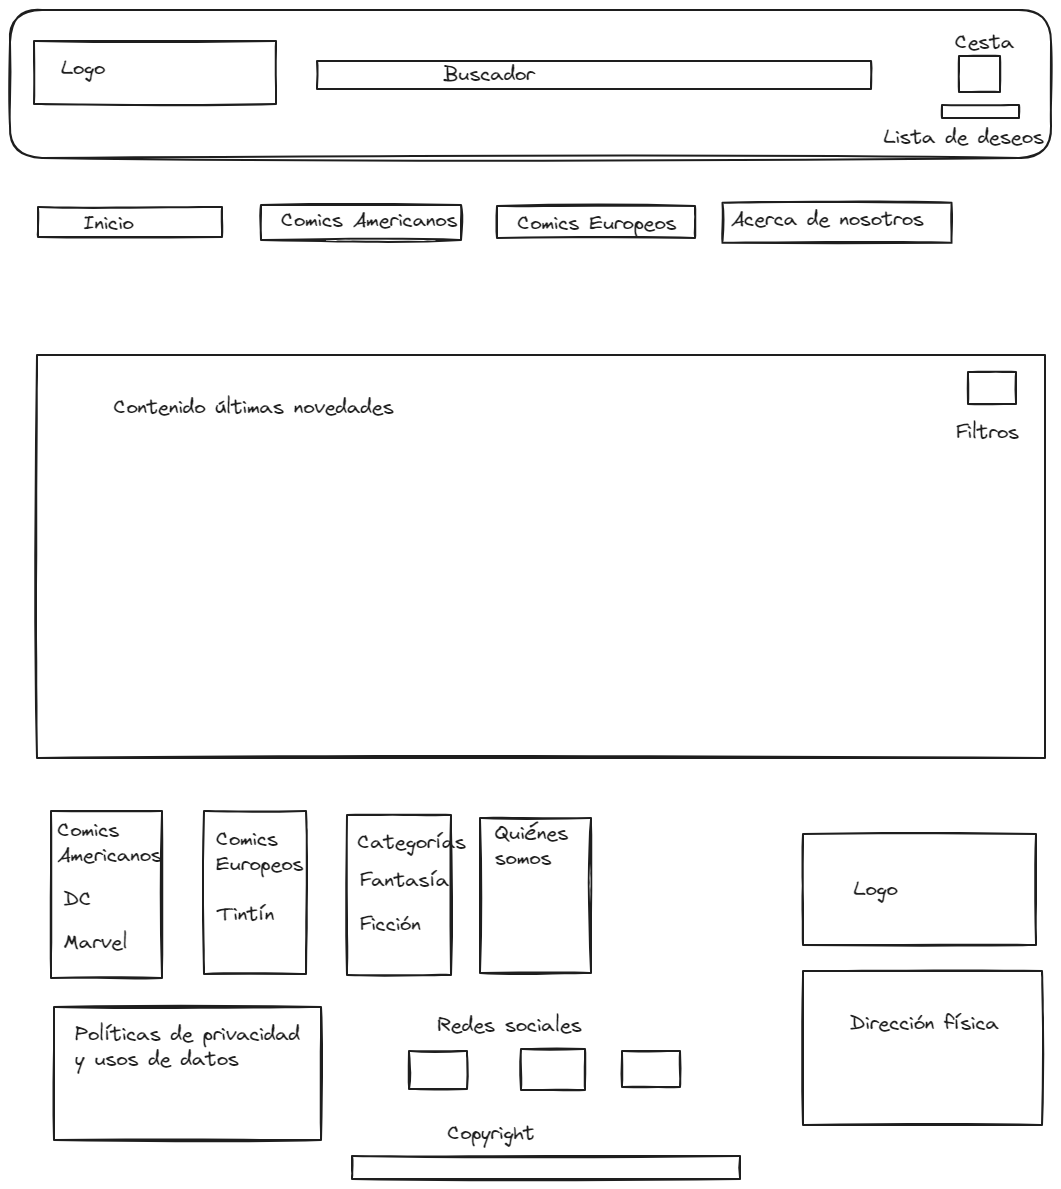 Logo
Buscador
Cesta
Lista de deseos
Inicio
Comics Americanos
Comics Europeos
Acerca de nosotros
Contenido últimas novedades
Filtros
Comics
Americanos
DC
Marvel
Comics
Europeos
Tintín
Categorías
Fantasía
Ficción
Quiénes
somos
Logo
Políticas de privacidad
y usos de datos
Redes sociales
Dirección física
Copyright